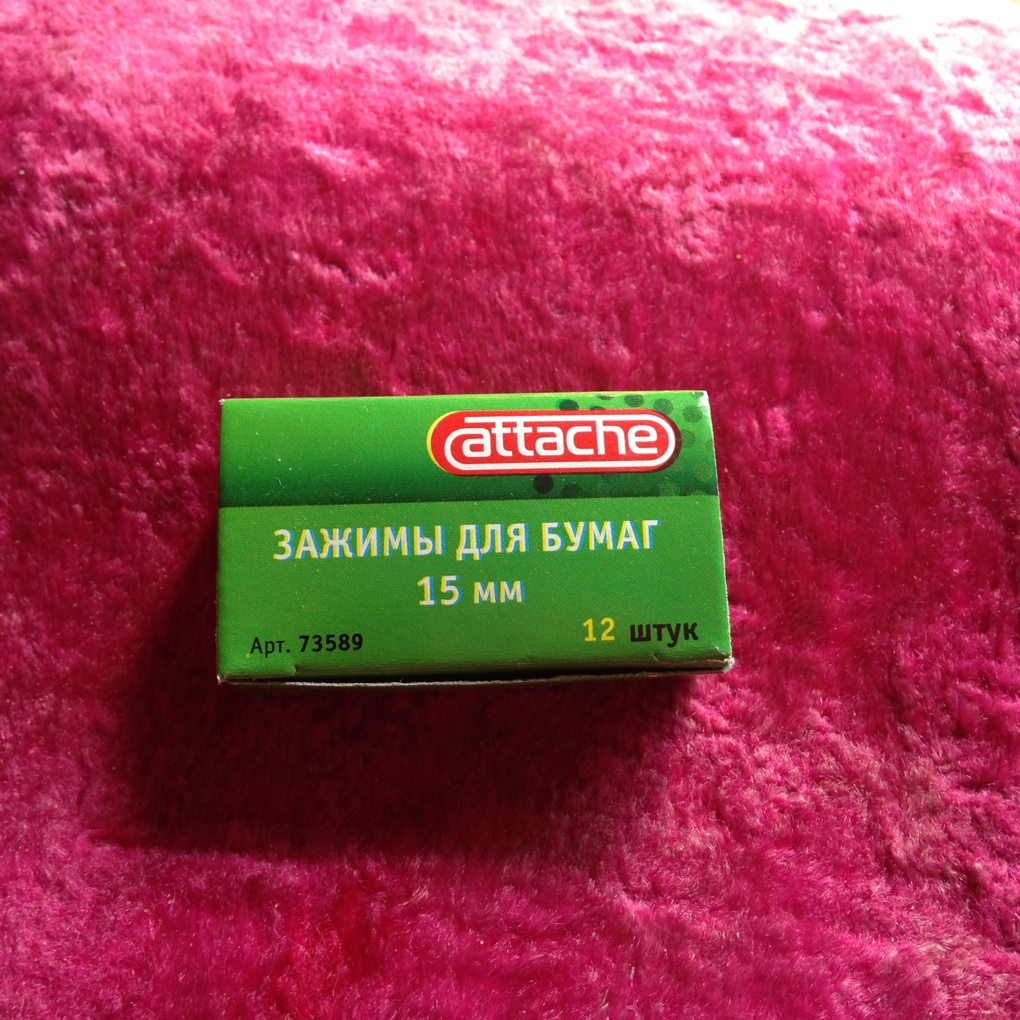 attache
ЗАЖИМЫ ДЛЯ БУМАГ
15 мм
Арт. 73589
12 штук